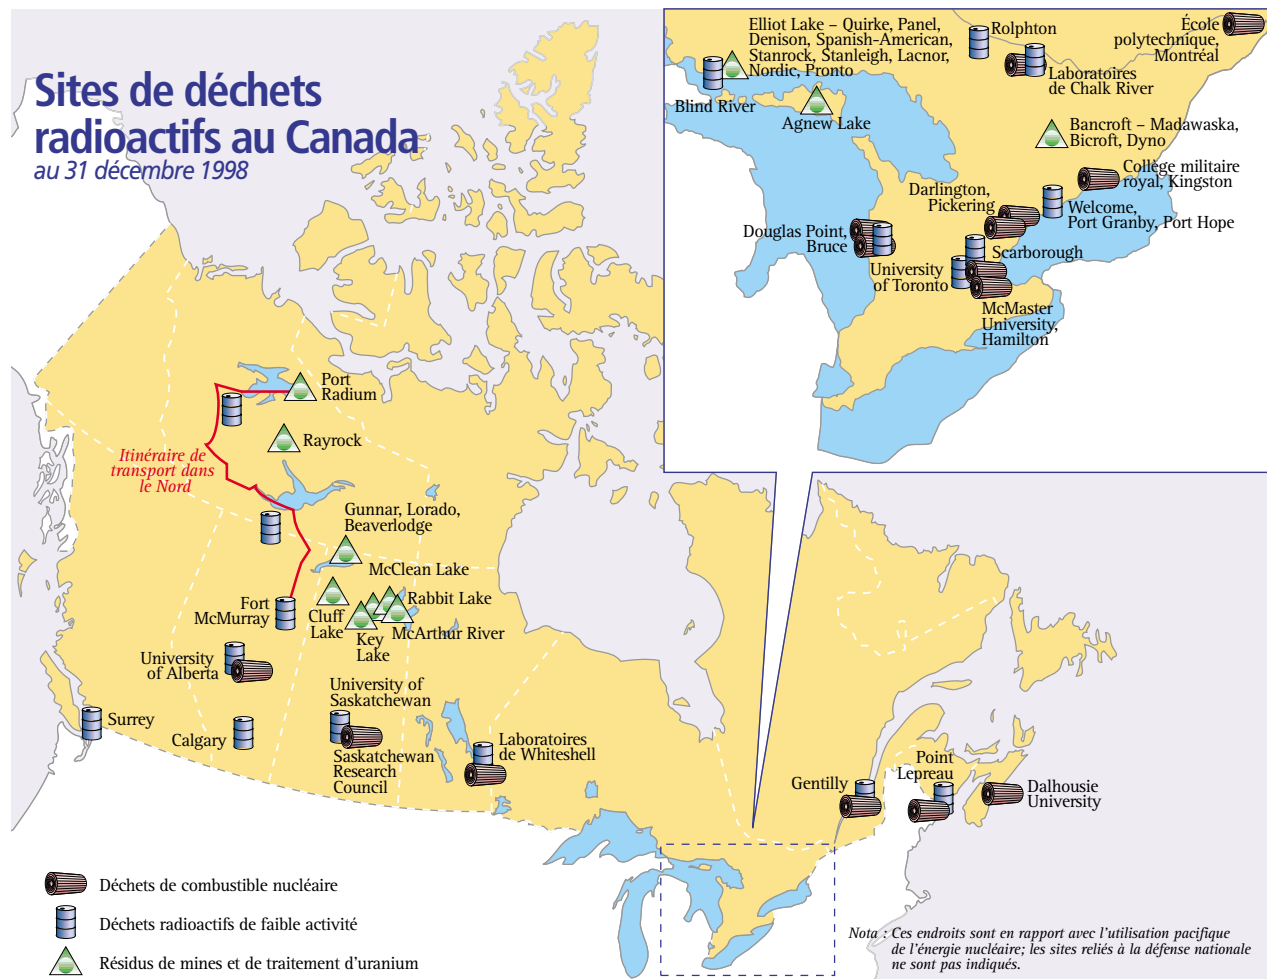 Sites de déchets
radioactifs au Canada
au 31 décembre 1998
Elliot Lake – Quirke, Panel,
Denison, Spanish-American,
Stanrock, Stanleigh, Lacnor,
Nordic, Pronto
Blind River
Agnew Lake
Rolphton
Laboratoires
de Chalk River
École
polytechnique,
Montréal
Bancroft – Madawaska,
Bicroft, Dyno
Collège militaire
royal, Kingston
Darlington,
Pickering
Welcome,
Port Granby, Port Hope
Douglas Point,
Bruce
Scarborough
University
of Toronto
McMaster
University,
Hamilton
Port
Radium
Rayrock
Itinéraire de
transport dans
le Nord
Gunnar, Lorado,
Beaverlodge
McClean Lake
Rabbit Lake
McArthur River
Cluff
Lake
Key
Lake
Fort
McMurray
University
of Alberta
Surrey
Calgary
University of
Saskatchewan
Saskatchewan
Research
Council
Laboratoires
de Whiteshell
Gentilly
Point
Lepreau
Dalhousie
University
Déchets de combustible nucléaire
Déchets radioactifs de faible activité
Résidus de mines et de traitement d'uranium
Nota : Ces endroits sont en rapport avec l'utilisation pacifique
de l'énergie nucléaire; les sites reliés à la défense nationale
ne sont pas indiqués.